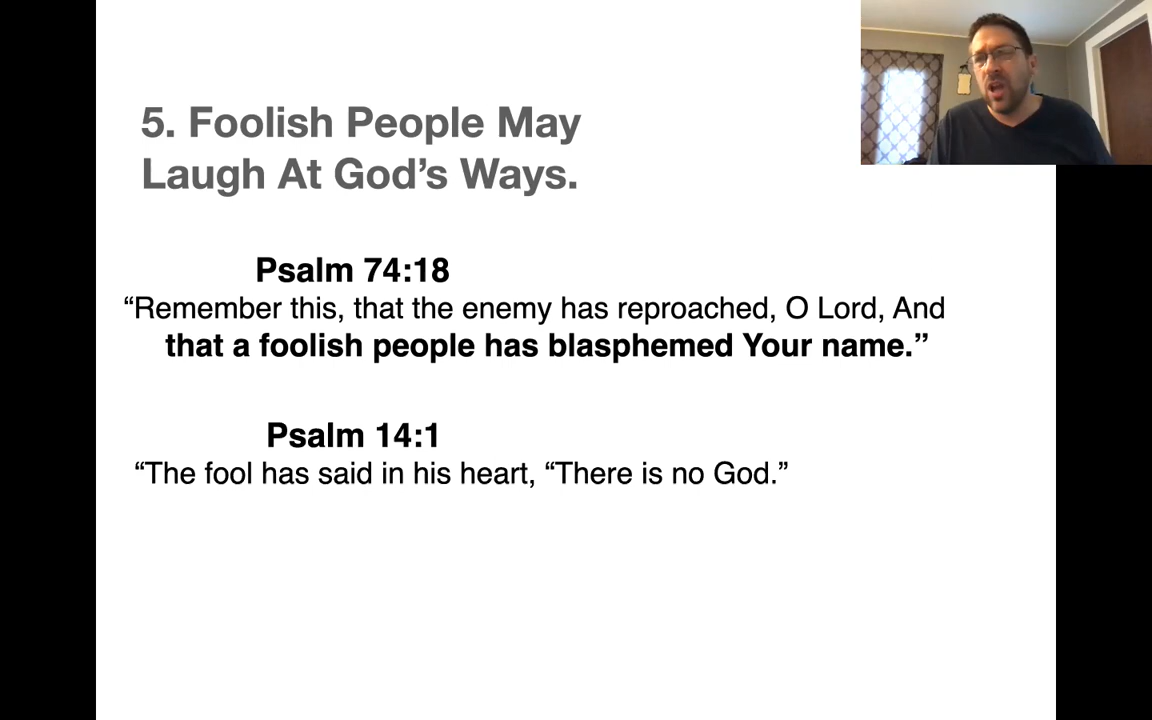 5. Foolish People May
Laugh At God’s Ways.
Psalm 74:18
“Remember this, that the enemy has reproached, O Lord, And
that a foolish people has blasphemed Your name.”
Psalm 14:1
“The fool has said in his heart, “There is no God.”